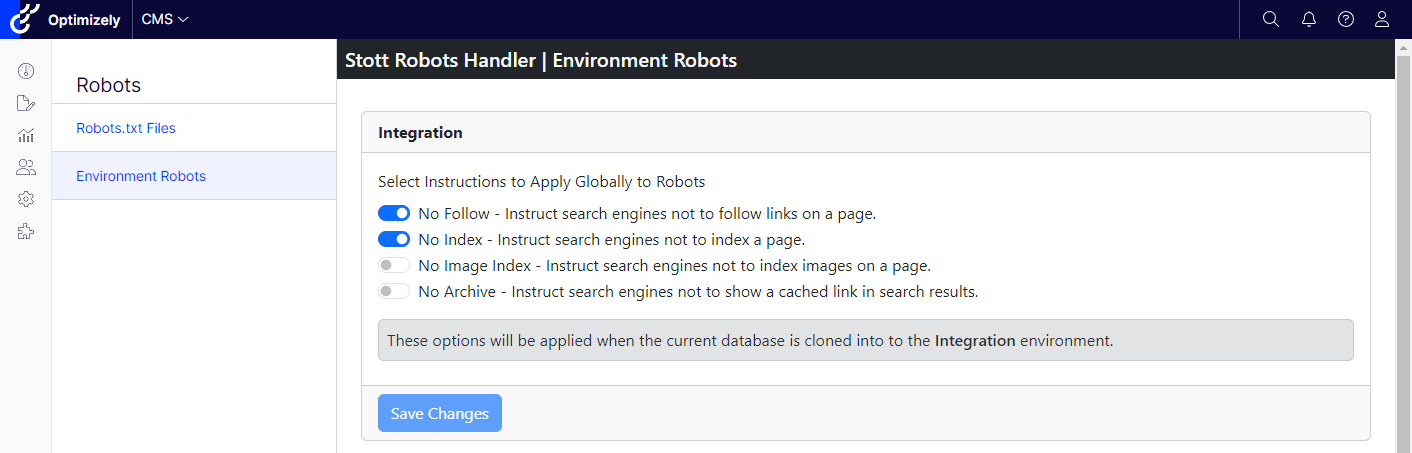 Optimizely
CMS
Robots
Robots.txt Files
Environment Robots
Stott Robots Handler | Environment Robots
Integration
Select Instructions to Apply Globally to Robots
No Follow - Instruct search engines not to follow links on a page.
No Index - Instruct search engines not to index a page.
No Image Index - Instruct search engines not to index images on a page.
No Archive - Instruct search engines not to show a cached link in search results.
These options will be applied when the current database is cloned into to the Integration environment.
Save Changes